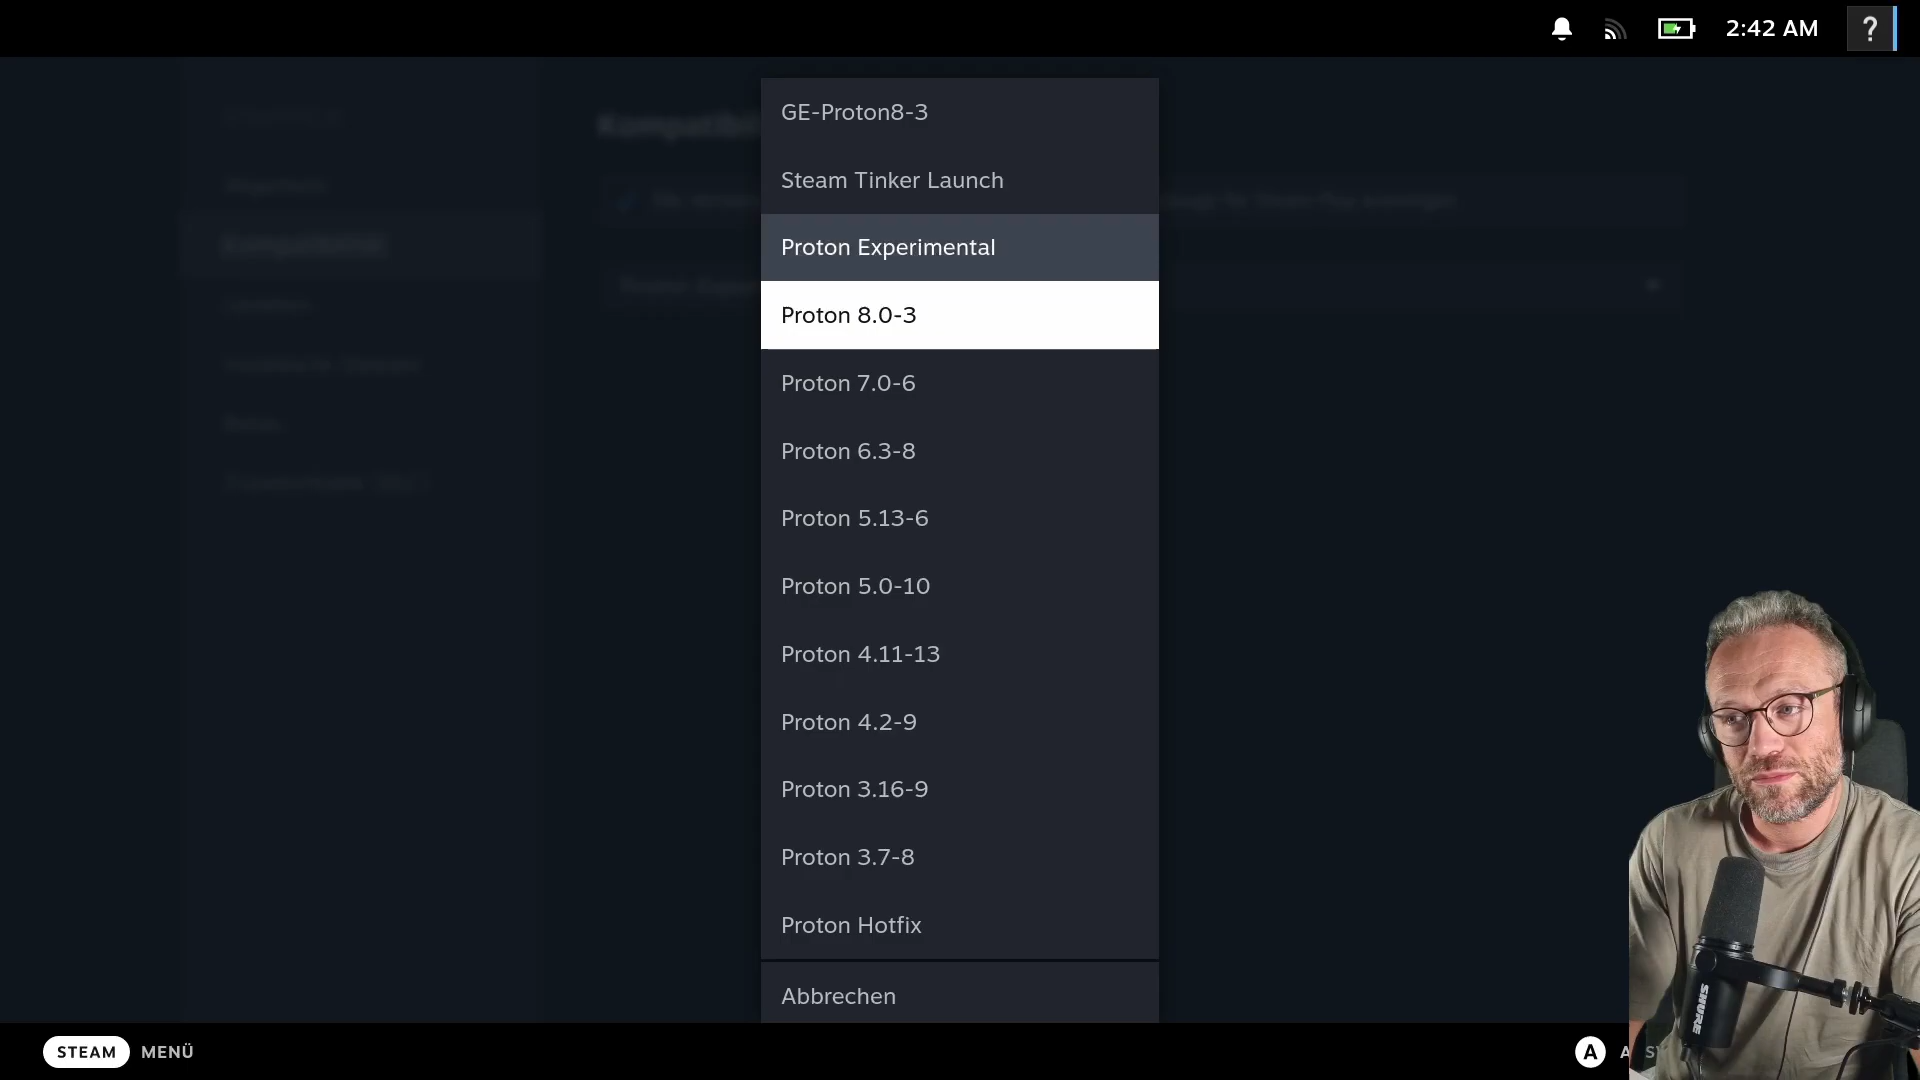 2:42 AM
?
GE-Proton8-3
Steam Tinker Launch
Proton Experimental
Proton 8.0-3
Proton 7.0-6
Proton 6.3-8
Proton 5.13-6
Proton 5.0-10
Proton 4.11-13
Proton 4.2-9
Proton 3.16-9
Proton 3.7-8
Proton Hotfix
Abbrechen
Kompatibil
Kompatibilität
STEAM MENÜ
A
SHURE